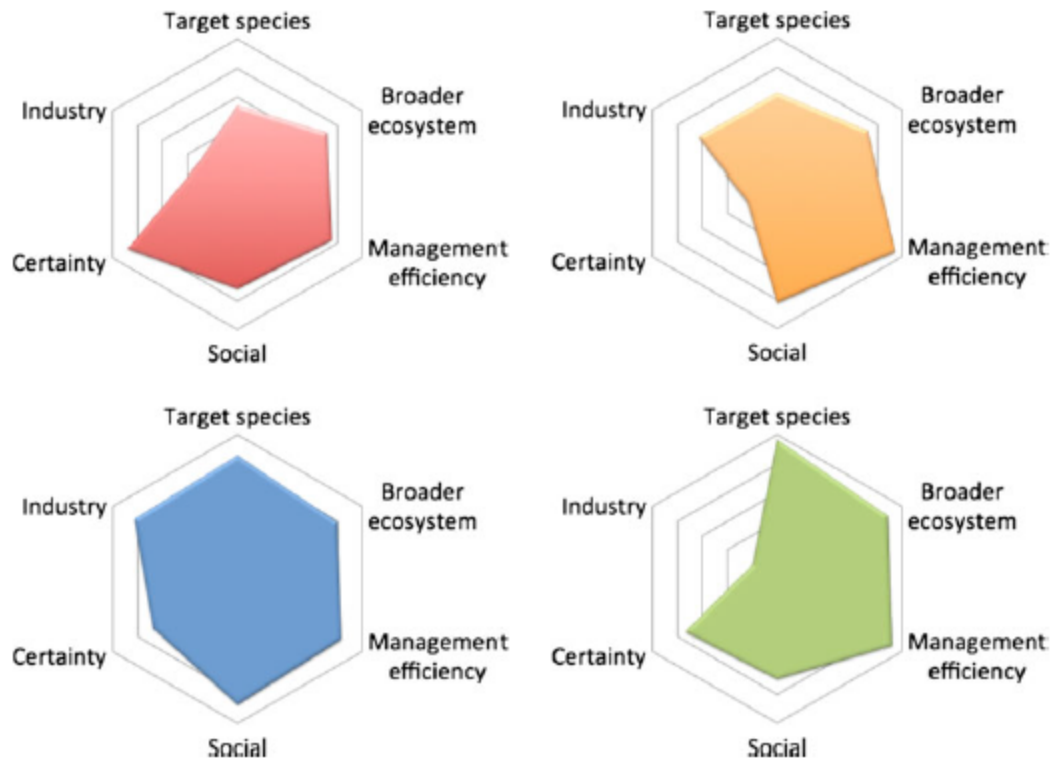 Target species
Target species
Industry
Broader
ecosystem
Industry
Broader
ecosystem
Certainty
Management
efficiency
Certainty
Management
efficiency
Social
Social
Target species
Target species
Industry
Broader
ecosystem
Industry
Broader
ecosystem
Certainty
Management
efficiency
Certainty
Management
efficiency
Social
Social